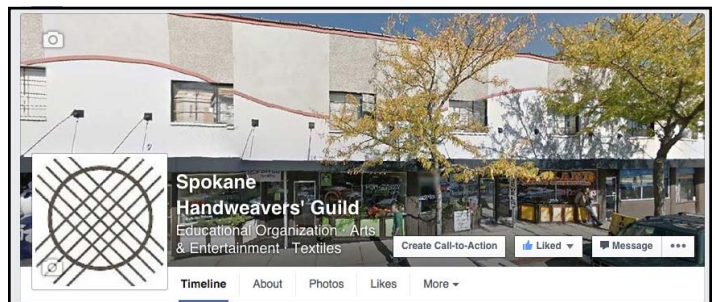 Spokane
Handweavers' Guild
Educational Organization · Arts
& Entertainment · Textiles
Create Call-to-Action
Liked
Message
Timeline
About
Photos
Likes
More